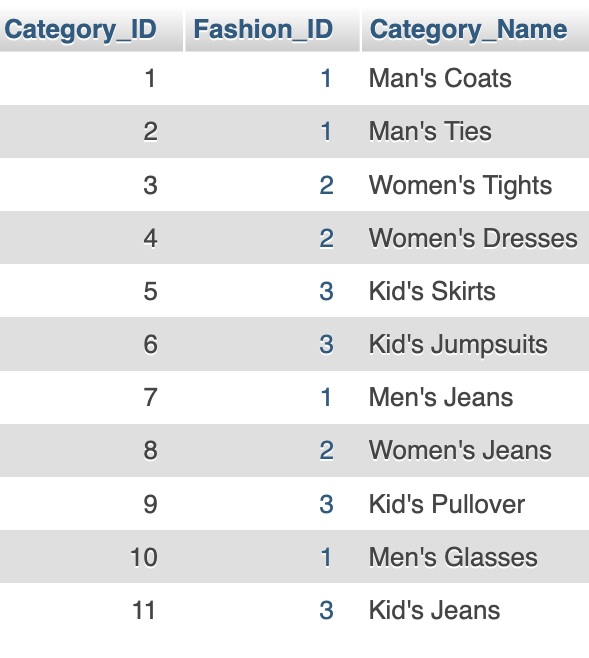 Category_ID Fashion_ID Category_Name
1 1 Man's Coats
2 1 Man's Ties
3 2 Women's Tights
4 2 Women's Dresses
5 3 Kid's Skirts
6 3 Kid's Jumpsuits
7 1 Men's Jeans
8 2 Women's Jeans
9 3 Kid's Pullover
10 1 Men's Glasses
11 3 Kid's Jeans